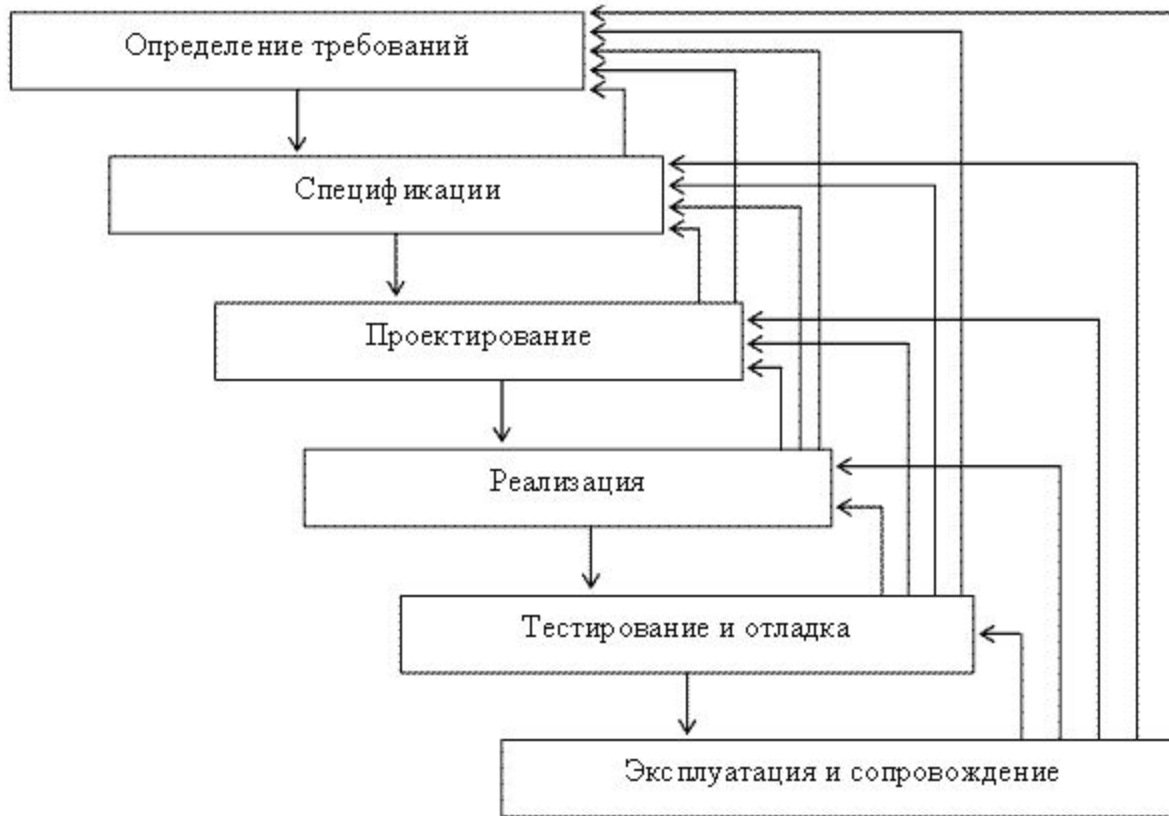 Определение требований
Спецификации
Проектирование
Реализация
Тестирование и отладка
Эксплуатация и сопровождение